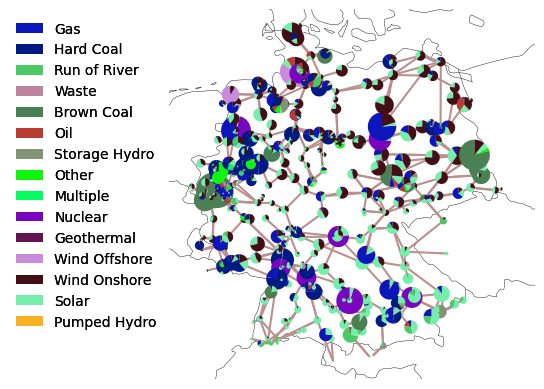 Gas
Hard Coal
Run of River
Waste
Brown Coal
Oil
Storage Hydro
Other
Multiple
Nuclear
Geothermal
Wind Offshore
Wind Onshore
Solar
Pumped Hydro